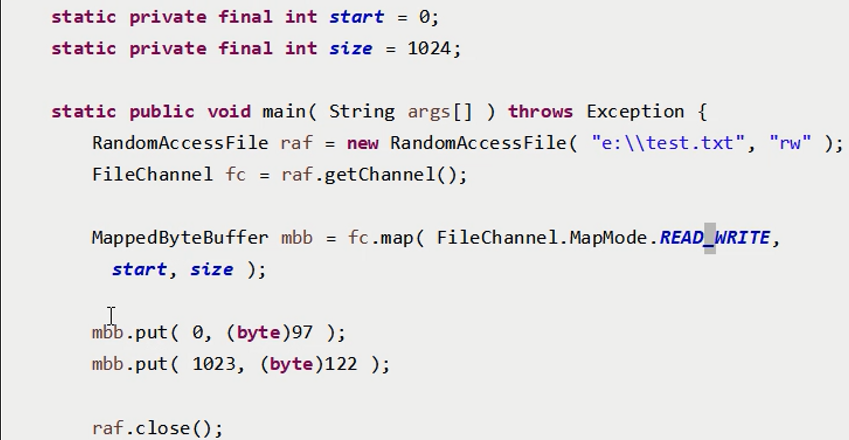 static private final int start = 0;
static private final int size = 1024;
static public void main( String args[] ) throws Exception {
RandomAccessFile raf = new RandomAccessFile( "e:\\test.txt", "rw" );
FileChannel fc = raf.getChannel();
MappedByteBuffer mbb = fc.map( FileChannel.MapMode.READ_WRITE,
start, size );
mbb.put( 0, (byte)97 );
mbb.put( 1023, (byte)122 );
raf.close();